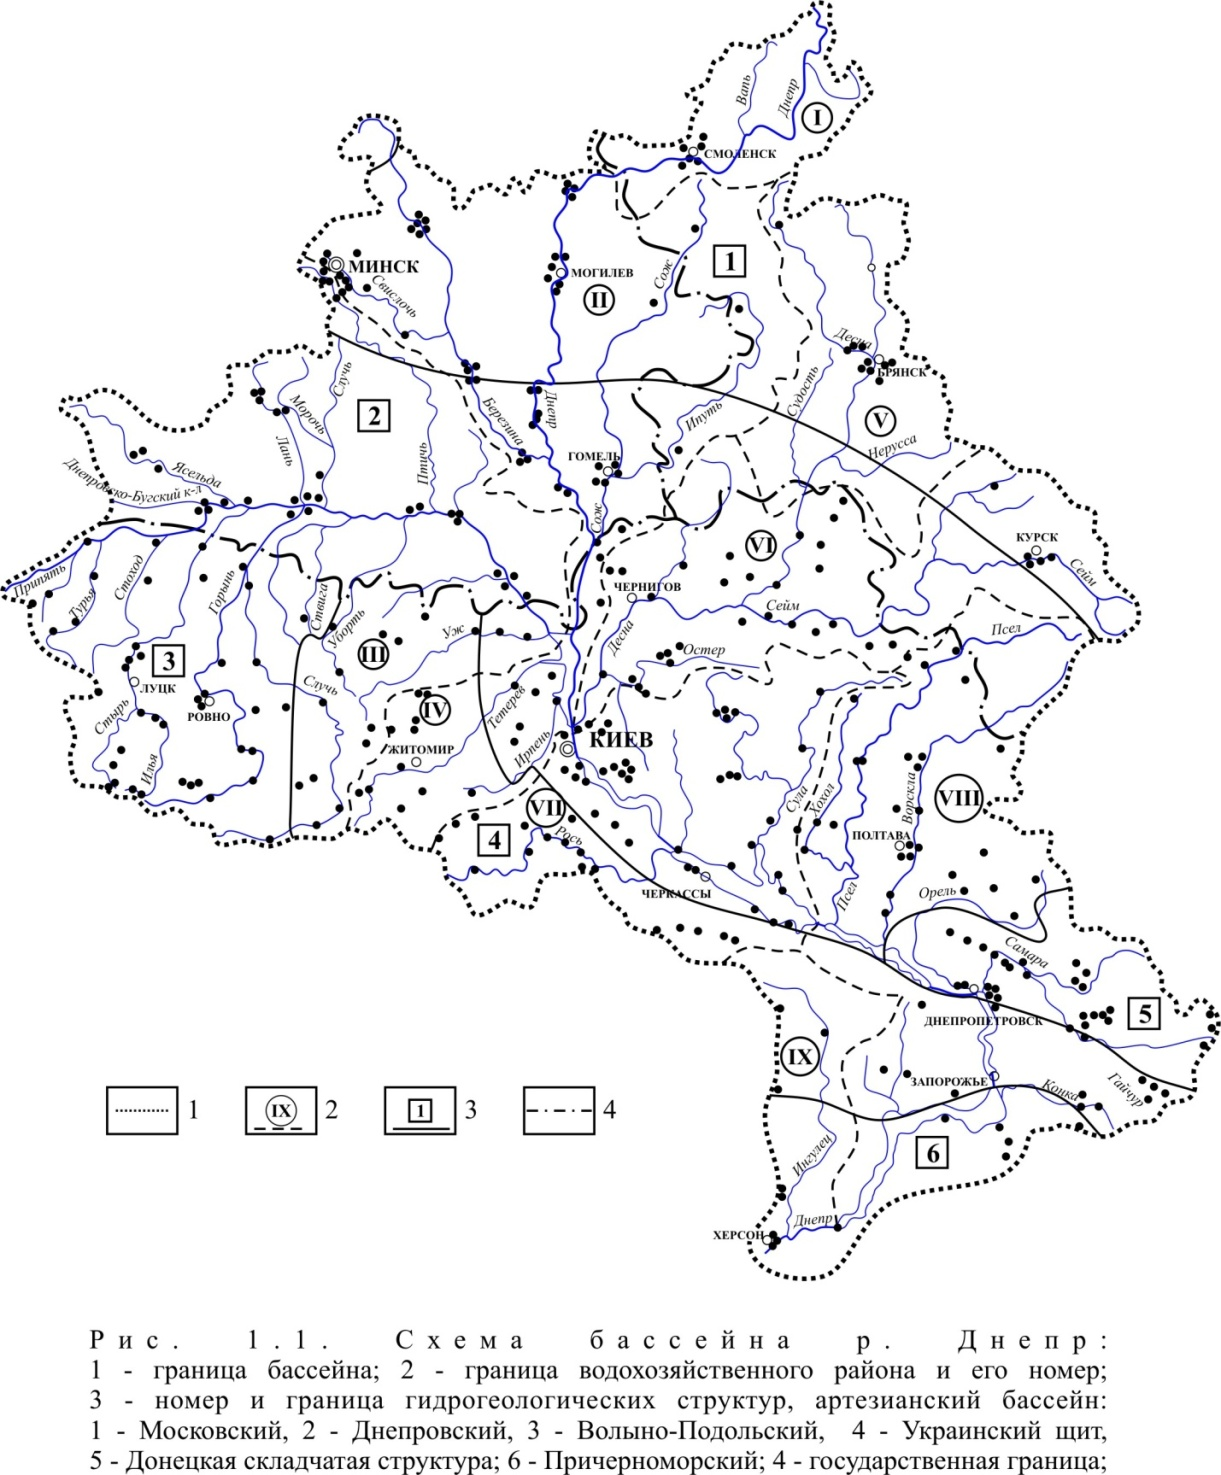 Вапь
Днепр
I
СМОЛЕНСК
1
МИНСК
Свислочь
МОГИЛЕВ
II
Сож
Десна
БРЯНСК
V
Случь
2
Морочь
Лань
Птичь
Березина
Днепр
Ипуть
Судость
Нерусса
ГОМЕЛЬ
Ясельда
Днепровско-Бугский к-л
Сож
VI
КУРСК
Сейм
Припять
Турья
Стоход
Горынь
Ствига
Уборть
ЧЕРНИГОВ
Сейм
Десна
Псел
Уж
III
Остер
3
ЛУЦК
Случь
РОВНО
Стырь
Илья
IV
Тетерев
ЖИТОМИР
Ирпень
КИЕВ
VII
4
Рось
Сула
Хохол
Ворскла
VIII
ПОЛТАВА
ЧЕРКАССЫ
Псел
Орель
Самара
5
ДНЕПРОПЕТРОВСК
IX
ЗАПОРОЖЬЕ
Конка
Гайчур
6
Ингулец
Днепр
ХЕРСОН
1
IX 2
1 3
4
Рис. 1.1. Схема бассейна р. Днепр:
1 - граница бассейна; 2 - граница водохозяйственного района и его номер;
3 - номер и граница гидрогеологических структур, артезианский бассейн:
1 - Московский, 2 - Днепровский, 3 - Волыно-Подольский, 4 - Украинский щит,
5 - Донецкая складчатая структура; 6 - Причерноморский; 4 - государственная граница;